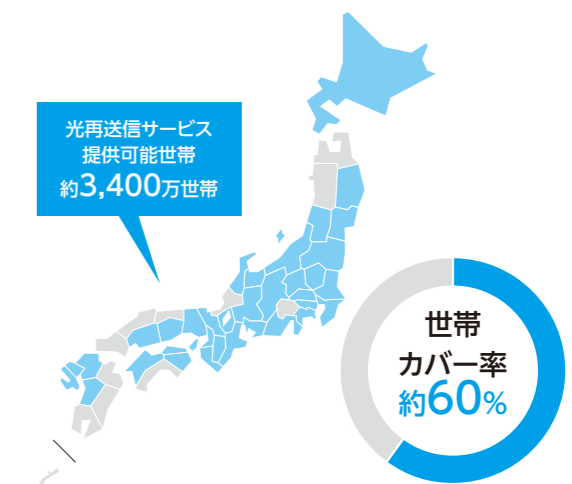 光再送信サービス
提供可能世帯
約3,400万世帯
世帯
カバー率
約60%